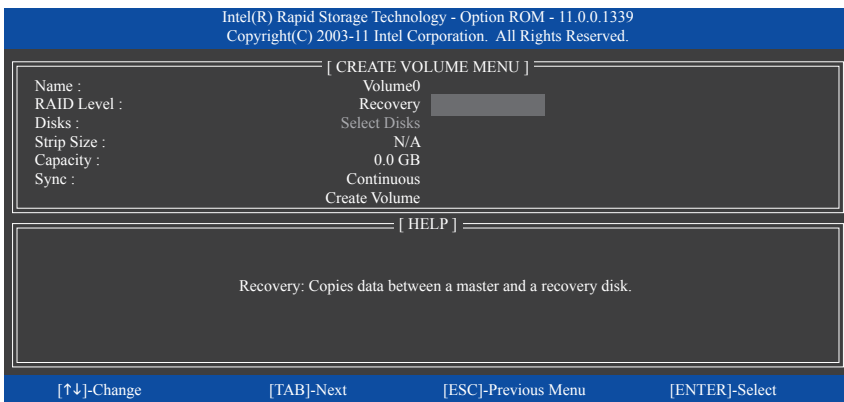 Intel(R) Rapid Storage Technology - Option ROM - 11.0.0.1339
Copyright(C) 2003-11 Intel Corporation. All Rights Reserved.
[ CREATE VOLUME MENU ]
Name : Volume0
RAID Level : Recovery
Disks : Select Disks
Strip Size : N/A
Capacity : 0.0 GB
Sync : Continuous
Create Volume
[ HELP ]
Recovery: Copies data between a master and a recovery disk.
[↑↓]-Change [TAB]-Next [ESC]-Previous Menu [ENTER]-Select